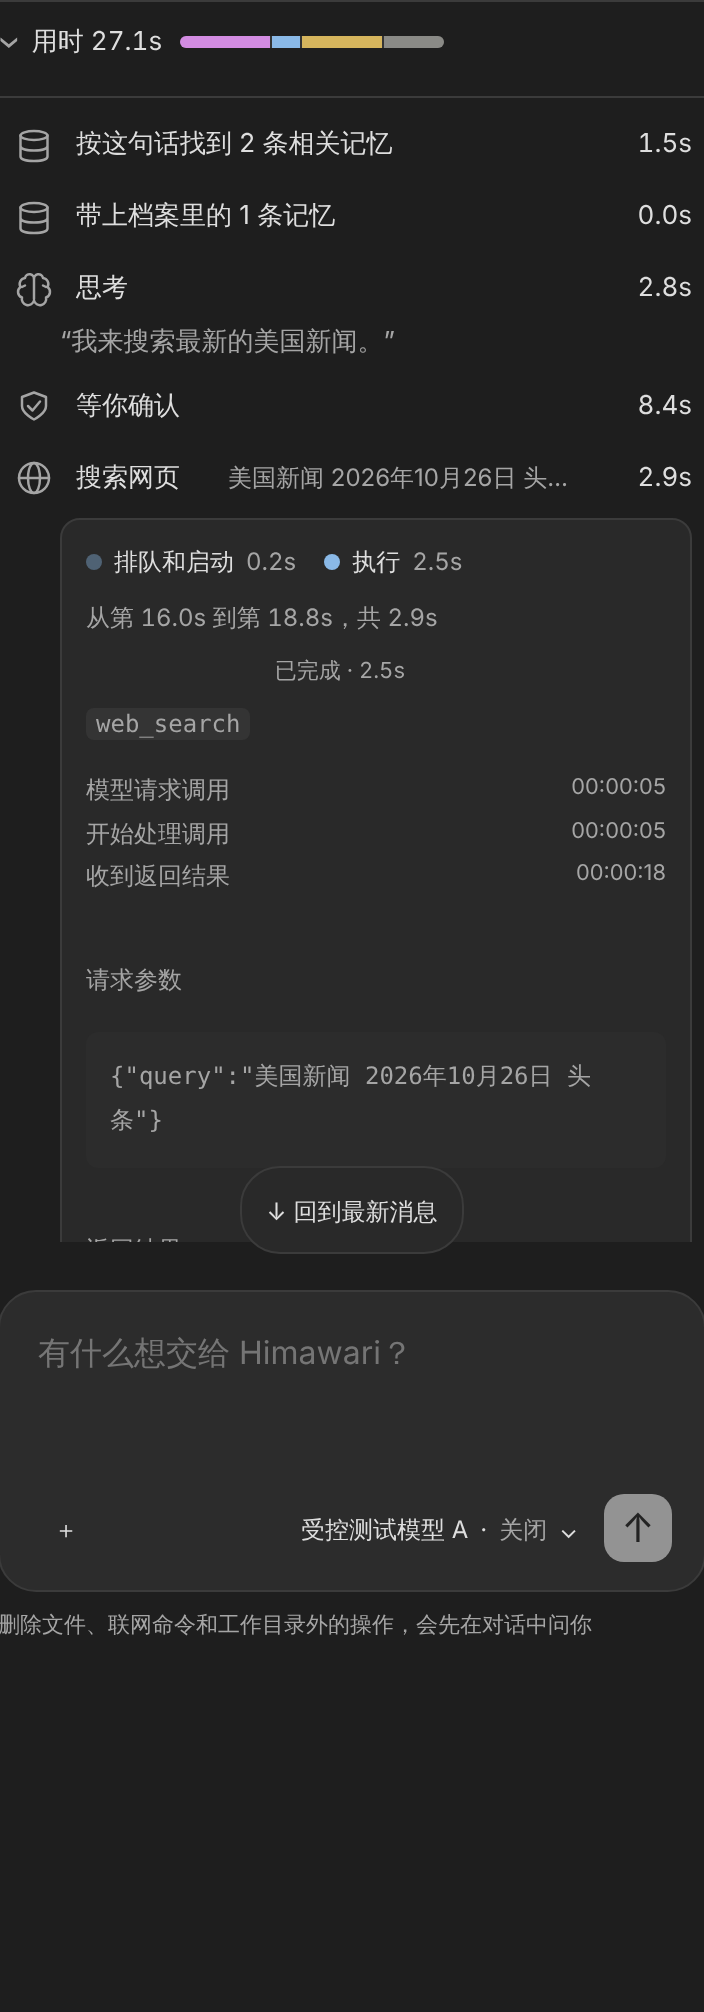 用时 27.1s
按这句话找到 2 条相关记忆 1.5s
带上档案里的 1 条记忆 0.0s
思考 2.8s
“我来搜索最新的美国新闻。”
等你确认 8.4s
搜索网页 美国新闻 2026年10月26日 头... 2.9s
排队和启动 0.2s 执行 2.5s
从第 16.0s 到第 18.8s，共 2.9s
已完成 · 2.5s
web_search
模型请求调用 00:00:05
开始处理调用 00:00:05
收到返回结果 00:00:18
请求参数
{"query":"美国新闻 2026年10月26日 头
条"}
↓ 回到最新消息
有什么想交给 Himawari？
+ 受控测试模型 A · 关闭
删除文件、联网命令和工作目录外的操作，会先在对话中问你